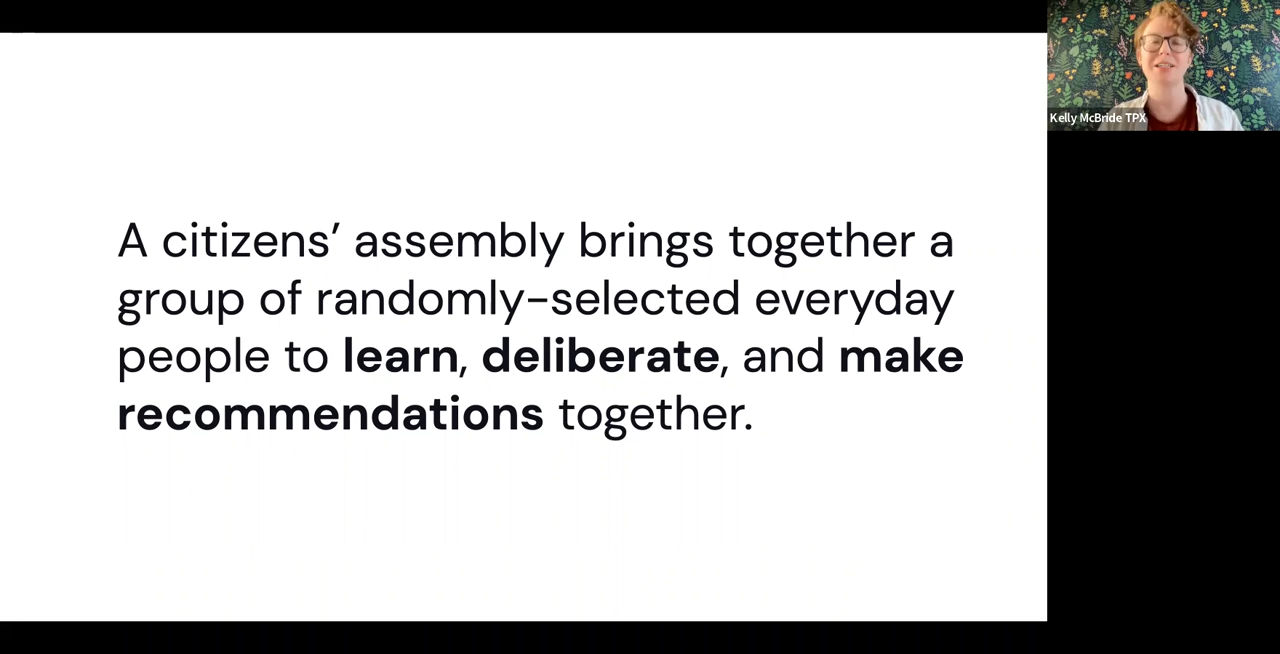 A citizens’ assembly brings together a
group of randomly-selected everyday
people to learn, deliberate, and make
recommendations together.
Kelly McBride TPX